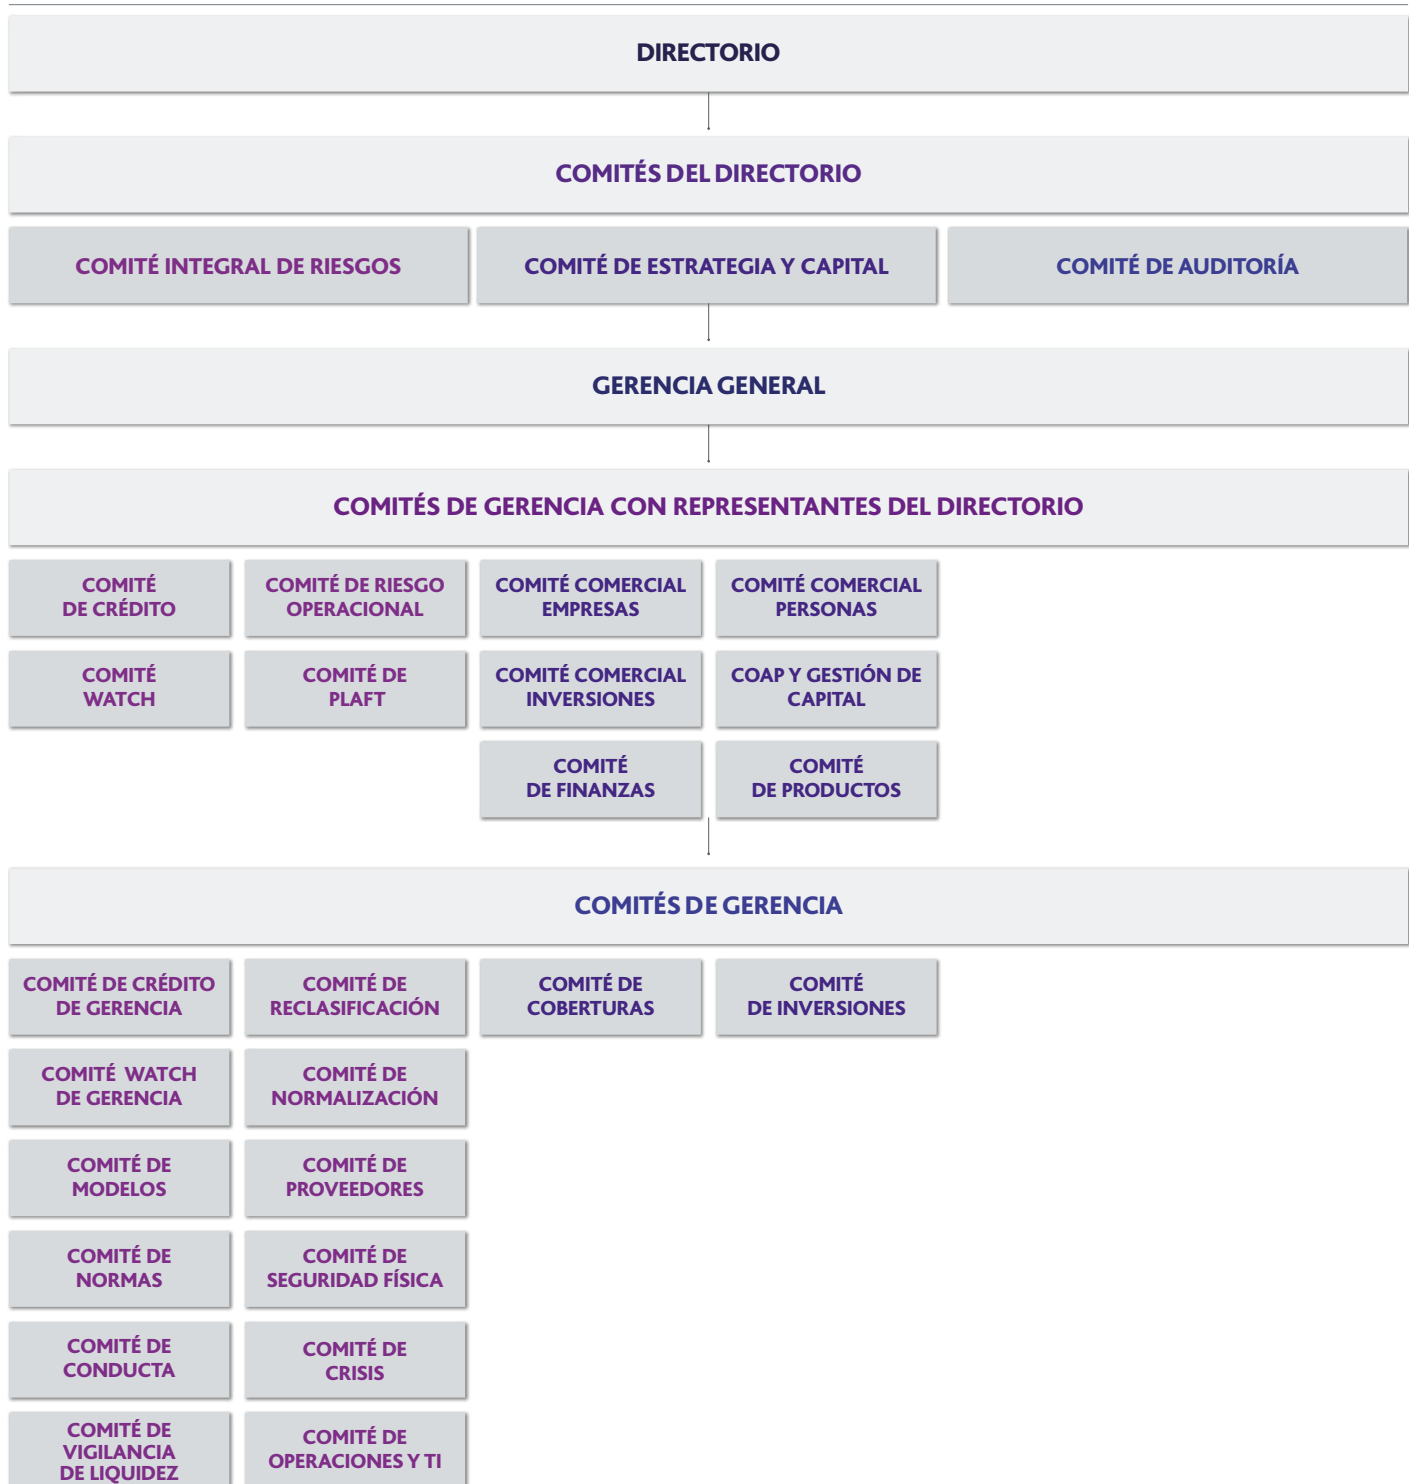 DIRECTORIO
COMITÉS DEL DIRECTORIO
COMITÉ INTEGRAL DE RIESGOS
COMITÉ DE ESTRATEGIA Y CAPITAL
COMITÉ DE AUDITORÍA
GERENCIA GENERAL
COMITÉS DE GERENCIA CON REPRESENTANTES DEL DIRECTORIO
COMITÉ
DE CRÉDITO
COMITÉ DE RIESGO
OPERACIONAL
COMITÉ COMERCIAL
EMPRESAS
COMITÉ COMERCIAL
PERSONAS
COMITÉ
WATCH
COMITÉ DE
PLAFT
COMITÉ COMERCIAL
INVERSIONES
COAP Y GESTIÓN DE
CAPITAL
COMITÉ
DE FINANZAS
COMITÉ
DE PRODUCTOS
COMITÉS DE GERENCIA
COMITÉ DE CRÉDITO
DE GERENCIA
COMITÉ DE
RECLASIFICACIÓN
COMITÉ DE
COBERTURAS
COMITÉ
DE INVERSIONES
COMITÉ WATCH
DE GERENCIA
COMITÉ DE
NORMALIZACIÓN
COMITÉ DE
MODELOS
COMITÉ DE
PROVEEDORES
COMITÉ DE
NORMAS
COMITÉ DE
SEGURIDAD FÍSICA
COMITÉ DE
CONDUCTA
COMITÉ DE
CRISIS
COMITÉ DE
VIGILANCIA
DE LIQUIDEZ
COMITÉ DE
OPERACIONES Y TI